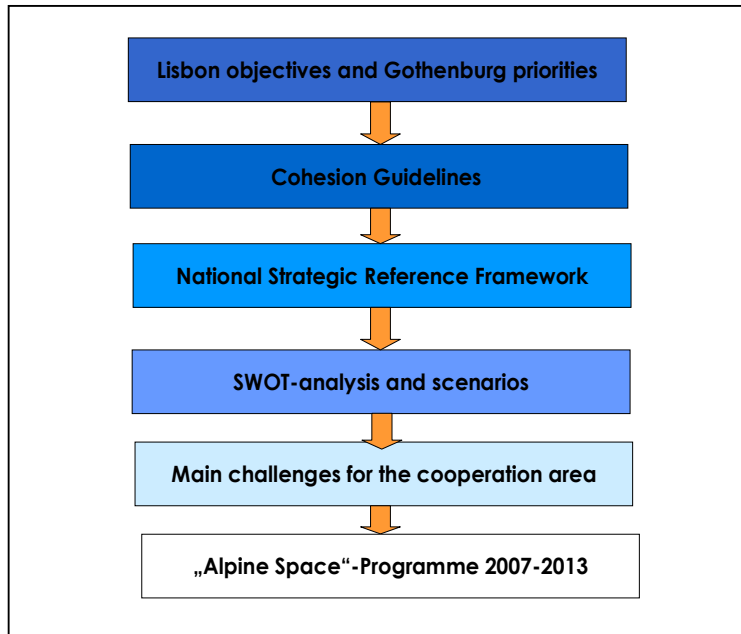 Lisbon objectives and Gothenburg priorities
Cohesion Guidelines
National Strategic Reference Framework
SWOT-analysis and scenarios
Main challenges for the cooperation area
„Alpine Space“-Programme 2007-2013